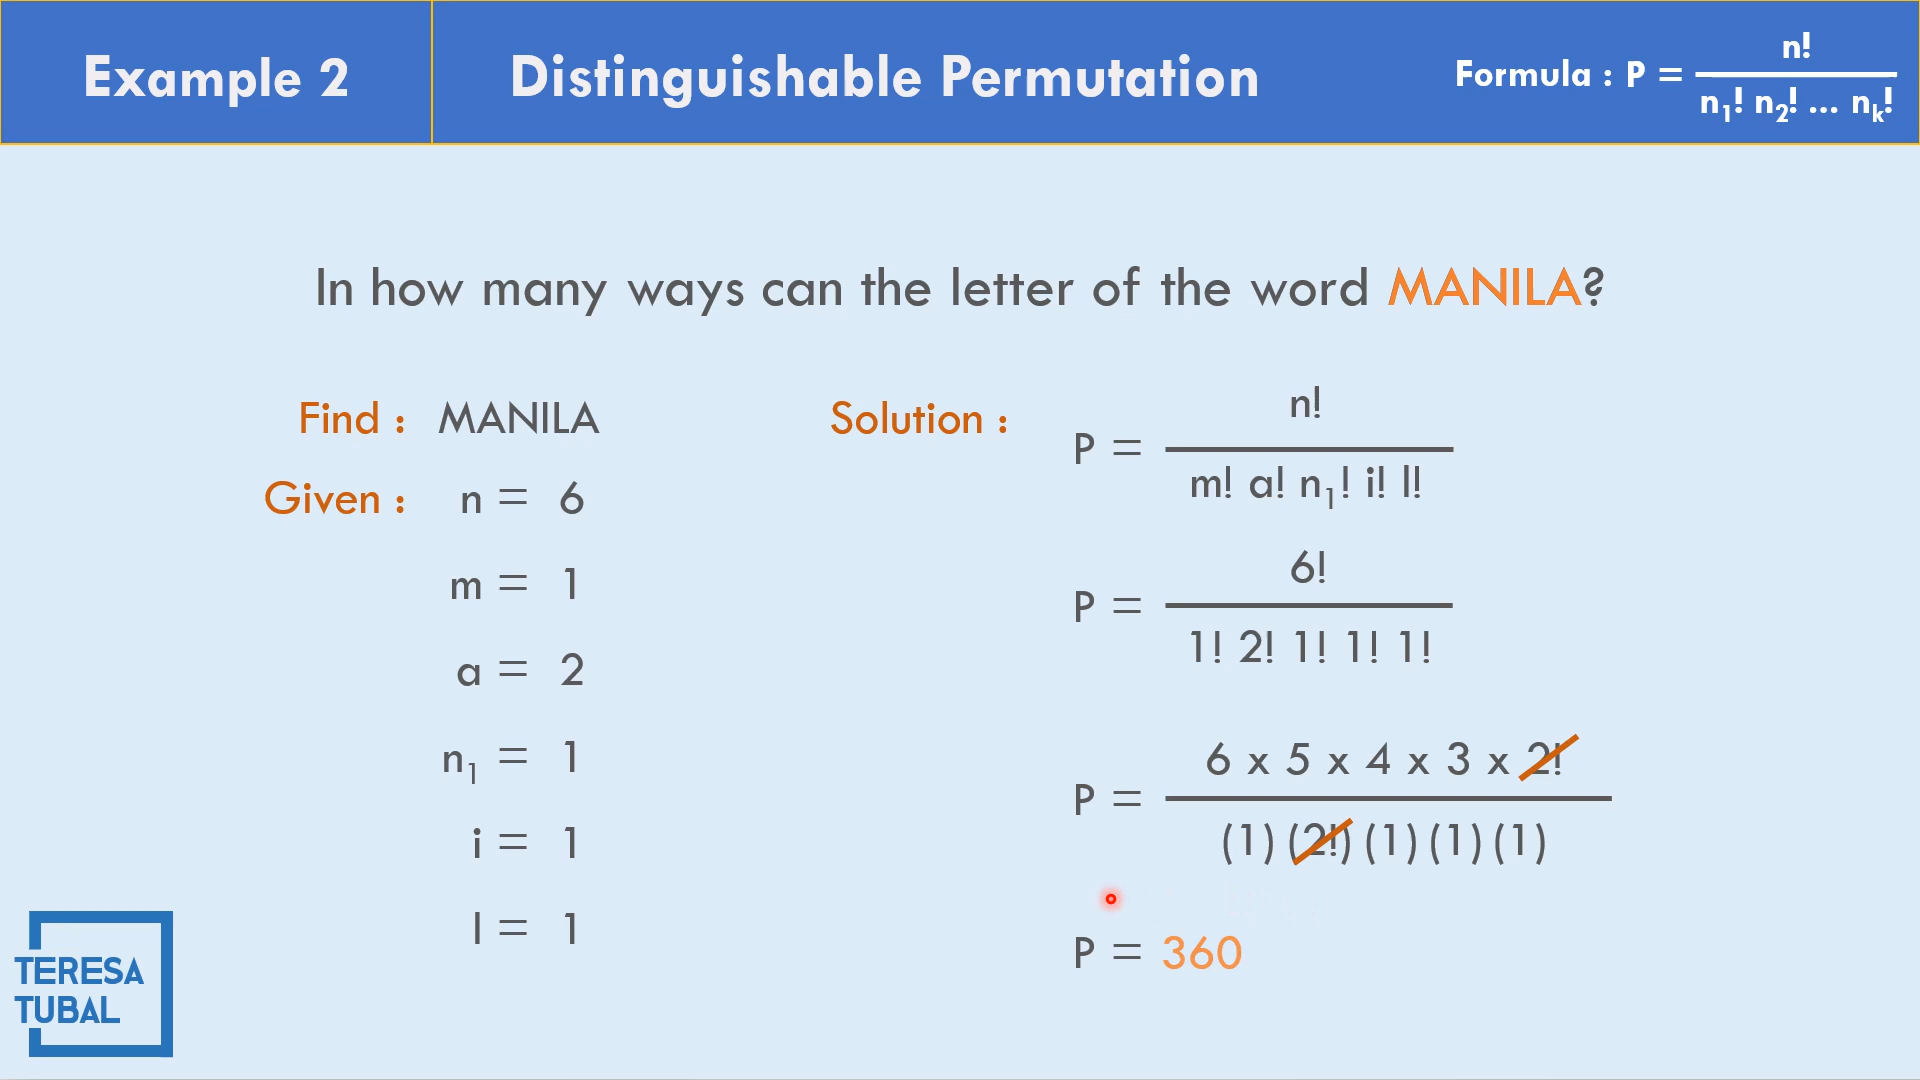 Example 2
Distinguishable Permutation
Formula : P =
n!
n₁! n₂! ... nₖ!
In how many ways can the letter of the word MANILA?
Find : MANILA
Given : n = 6
m = 1
a = 2
n₁ = 1
i = 1
l = 1
Solution :
P =
n!
m! a! n₁! i! l!
P =
6!
1! 2! 1! 1! 1!
P =
6 x 5 x 4 x 3 x 2!
(1) (2!) (1) (1) (1)
P = 360
TERESA
TUBAL